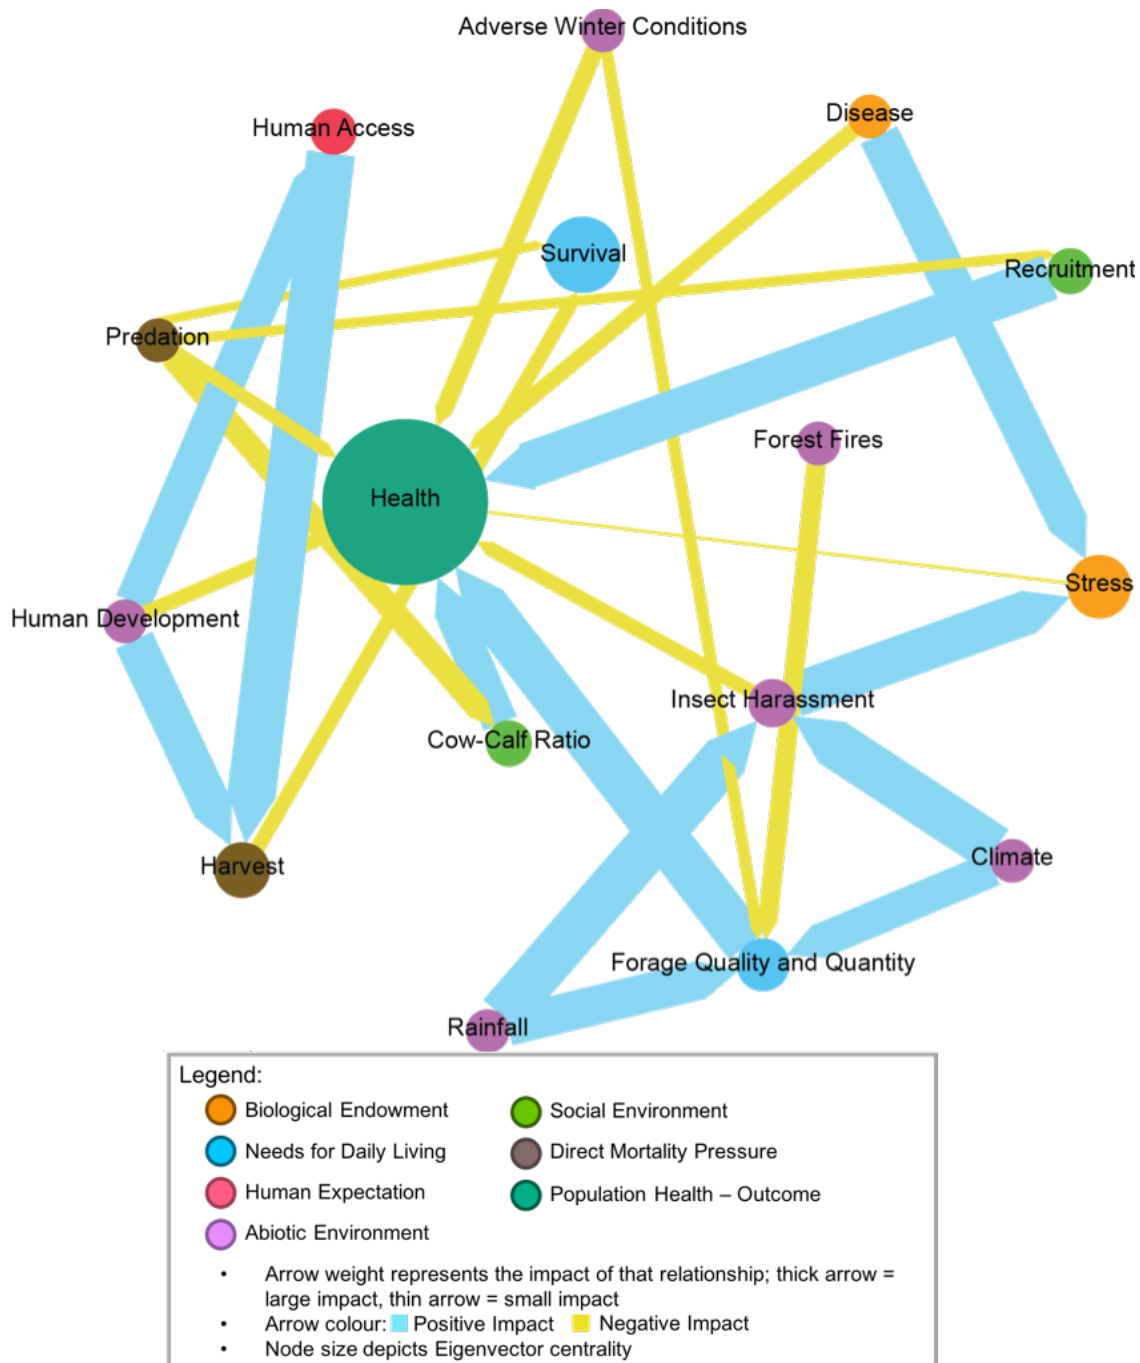 Adverse Winter Conditions
Disease
Human Access
Survival
Recruitment
Predation
Forest Fires
Health
Stress
Human Development
Insect Harassment
Cow-Calf Ratio
Climate
Harvest
Forage Quality and Quantity
Rainfall
Legend:
Biological Endowment
Social Environment
Needs for Daily Living
Direct Mortality Pressure
Human Expectation
Population Health – Outcome
Abiotic Environment
• Arrow weight represents the impact of that relationship; thick arrow =
large impact, thin arrow = small impact
• Arrow colour: Positive Impact Negative Impact
• Node size depicts Eigenvector centrality